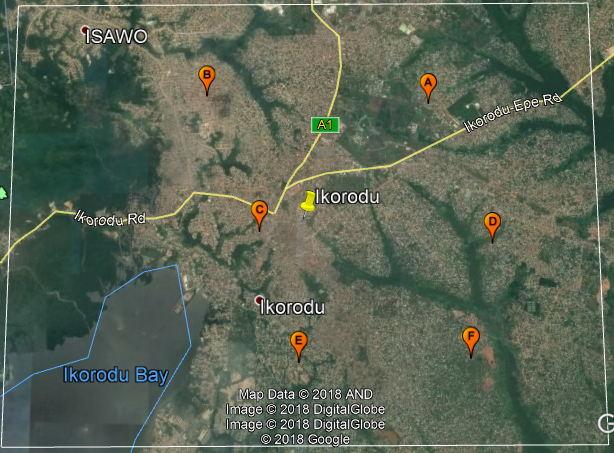 ISAWO
B
A
A1
Ikorodu Epe Rd
Ikorodu
C
Ikorodu Rd
D
Ikorodu
E
F
Ikorodu Bay
Map Data © 2018 AND
Image © 2018 DigitalGlobe
Image © 2018 DigitalGlobe
© 2018 Google
G